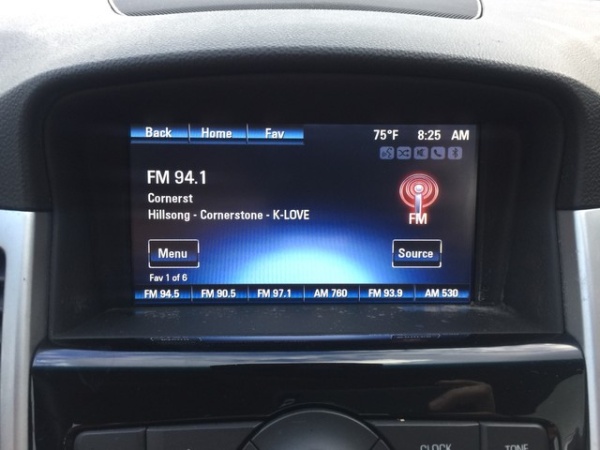 Back Home Fav 75°F 8:25 AM
FM 94.1
Cornerst
Hillsong - Cornerstone - K-LOVE
FM
Menu Source
Fav 1 of 6
FM 94.5 FM 90.5 FM 97.1 AM 760 FM 93.9 AM 530
CLOCK TONE